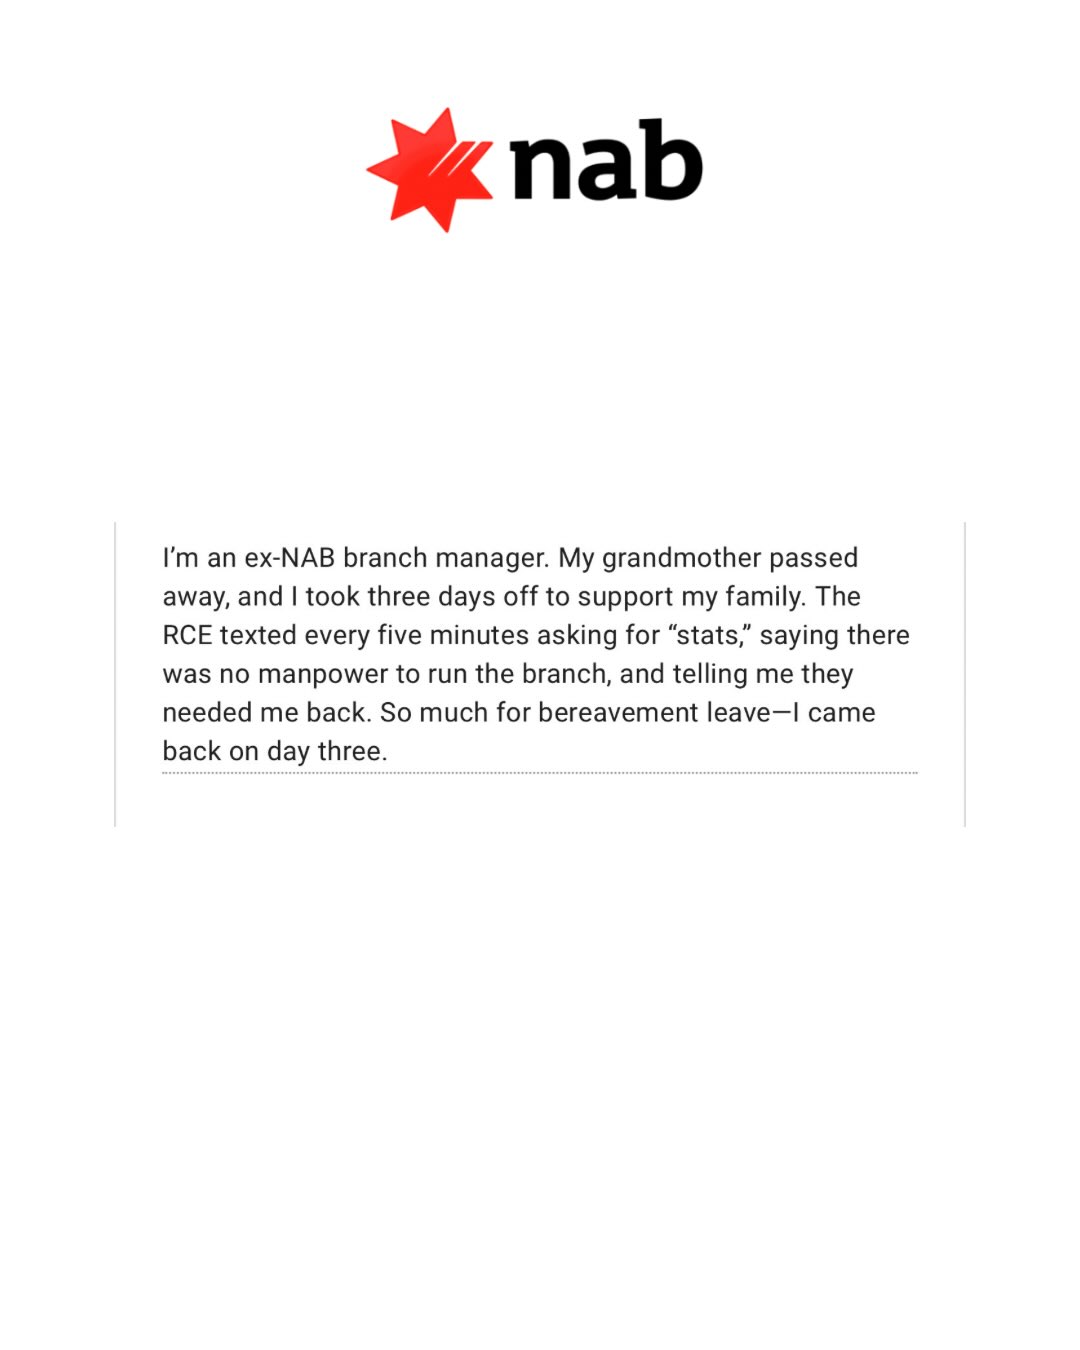 nab
I’m an ex-NAB branch manager. My grandmother passed
away, and I took three days off to support my family. The
RCE texted every five minutes asking for “stats,” saying there
was no manpower to run the branch, and telling me they
needed me back. So much for bereavement leave—I came
back on day three.